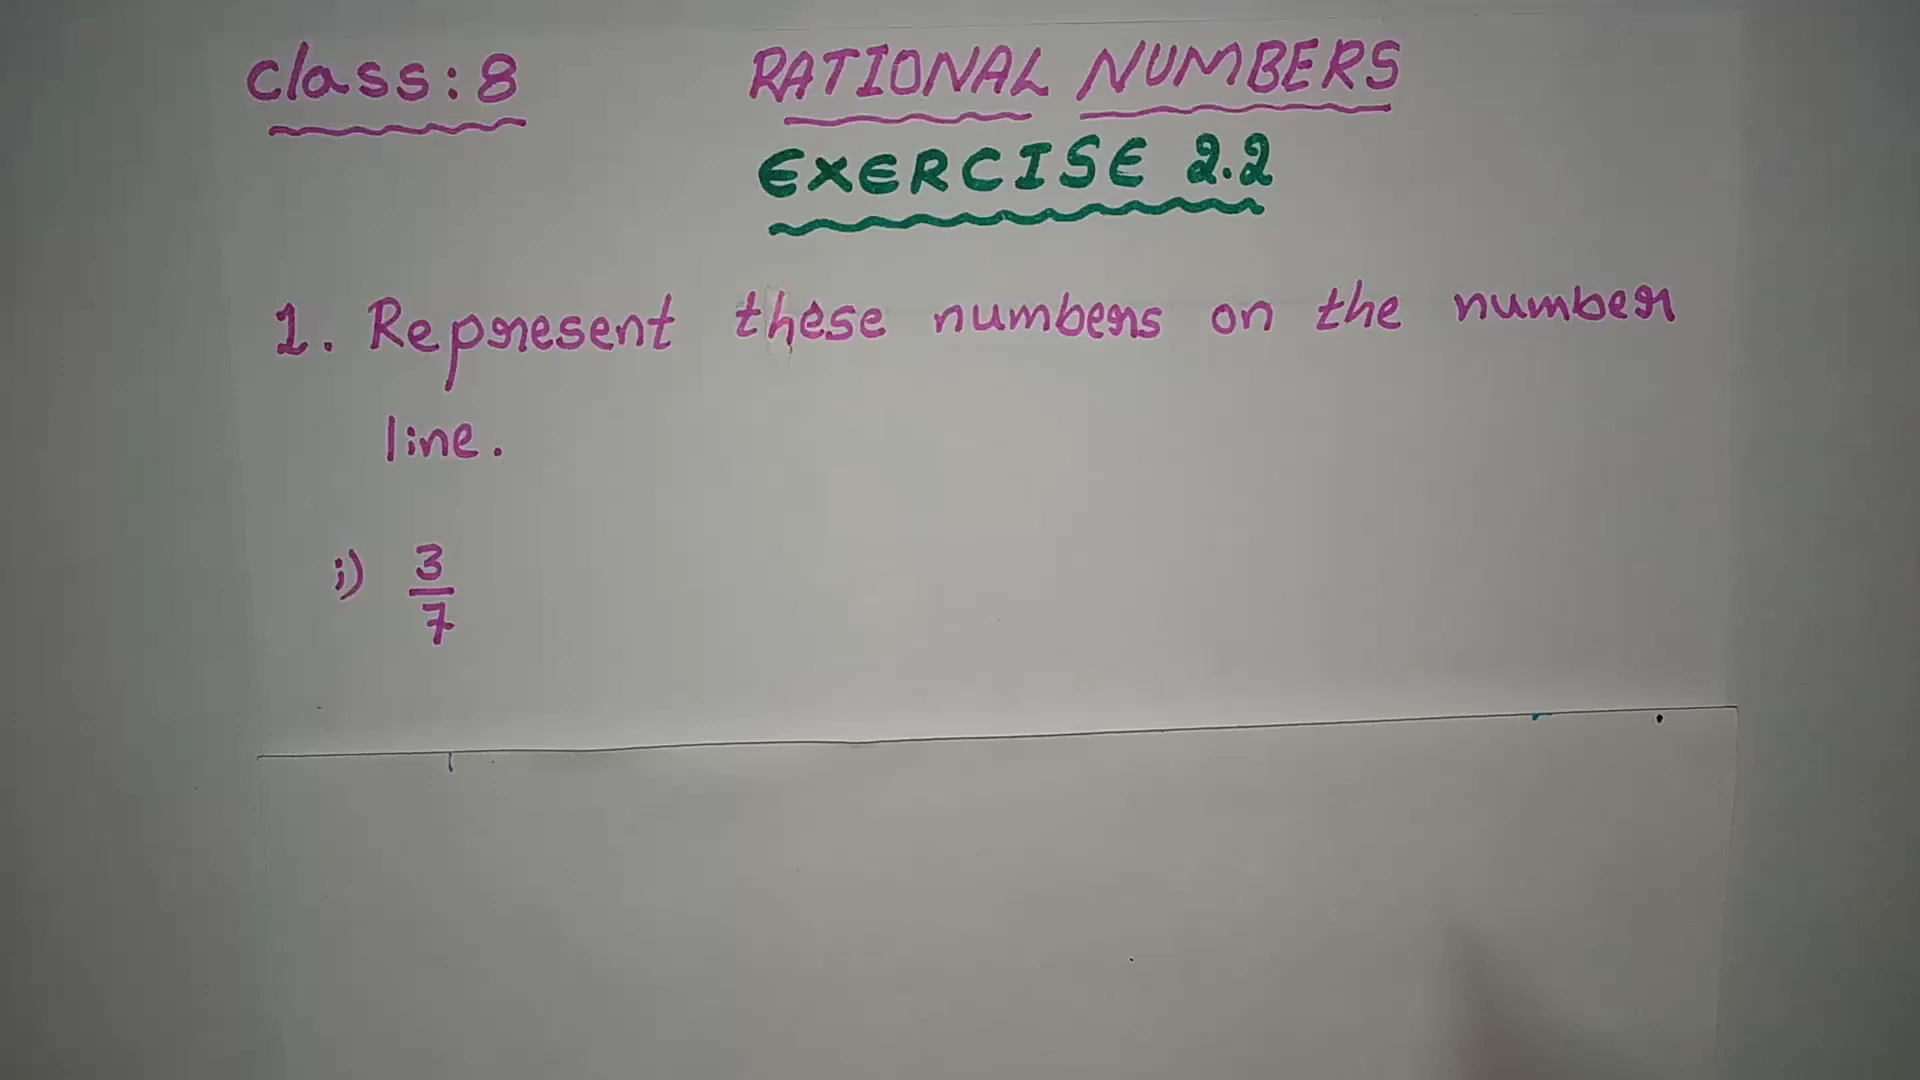 class: 8
RATIONAL NUMBERS
EXERCISE 2.2
1. Represent these numbers on the number
line.
i) 3/7